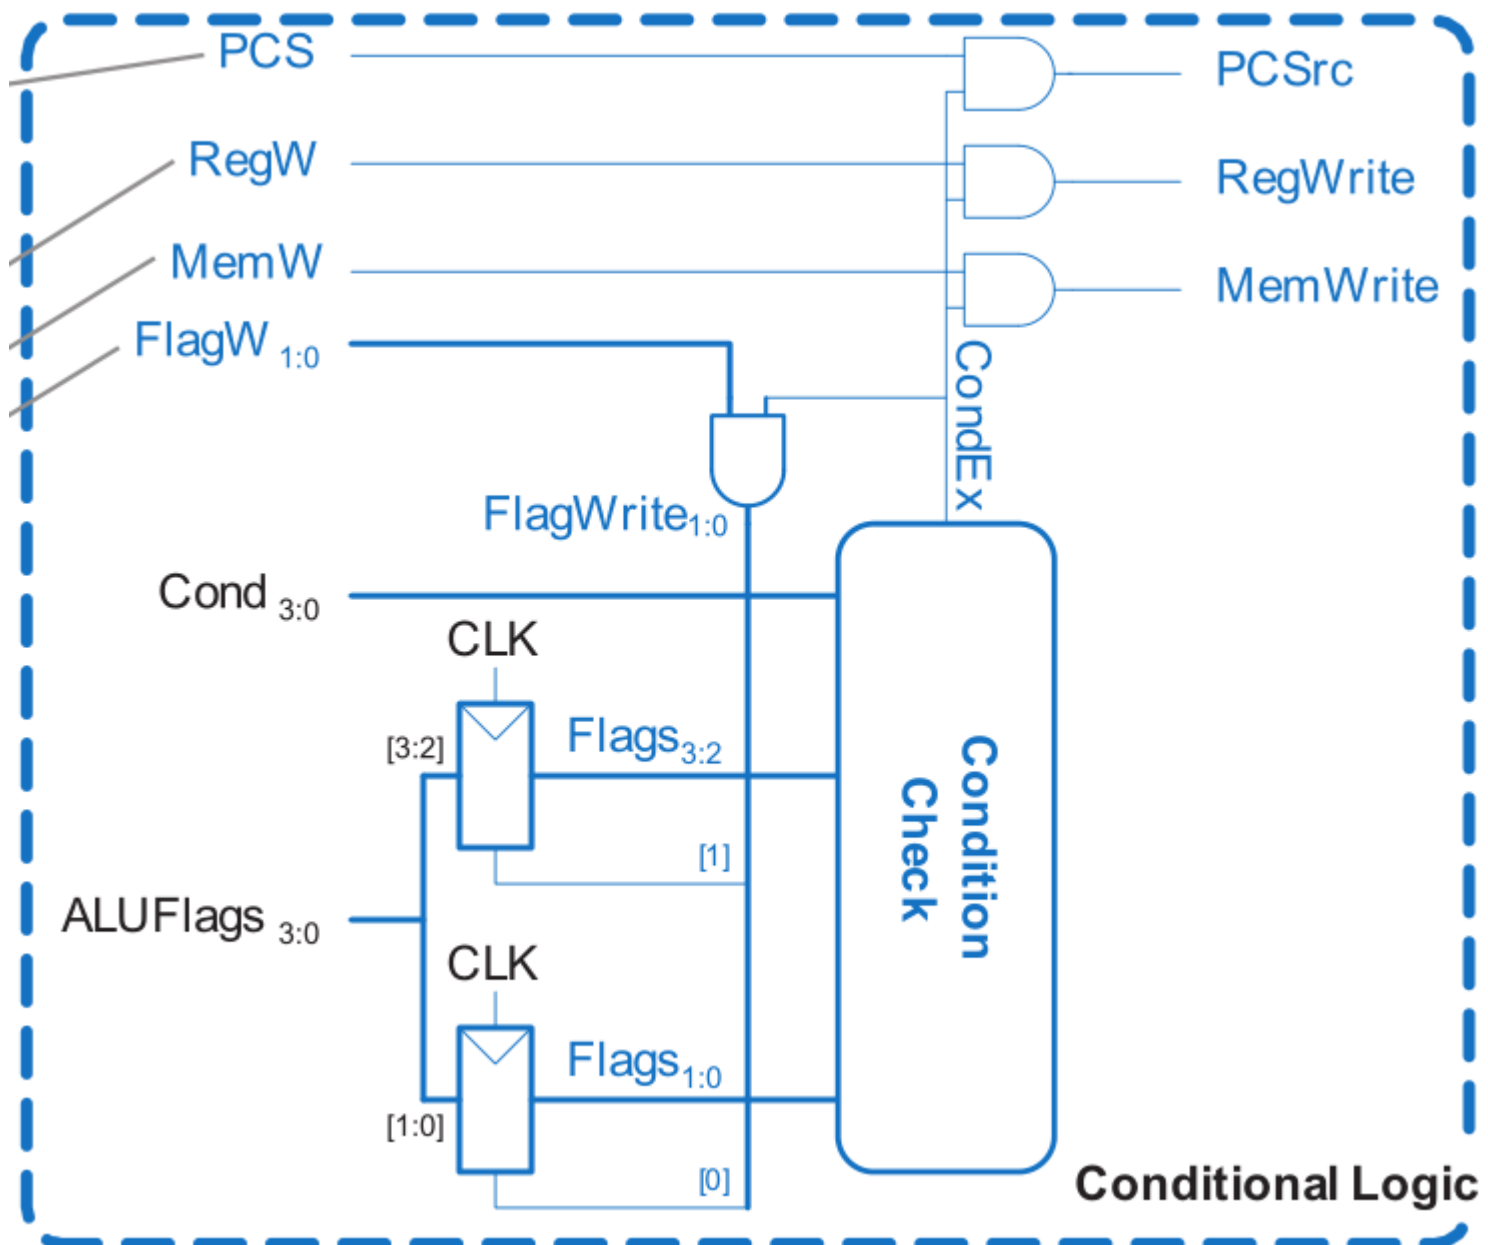 PCS
PCSrc
RegW
RegWrite
MemW
MemWrite
FlagW 1:0
CondEx
FlagWrite1:0
Cond 3:0
CLK
[3:2]
Flags3:2
Condition
Check
[1]
ALUFlags 3:0
CLK
Flags1:0
[1:0]
[0]
Conditional Logic